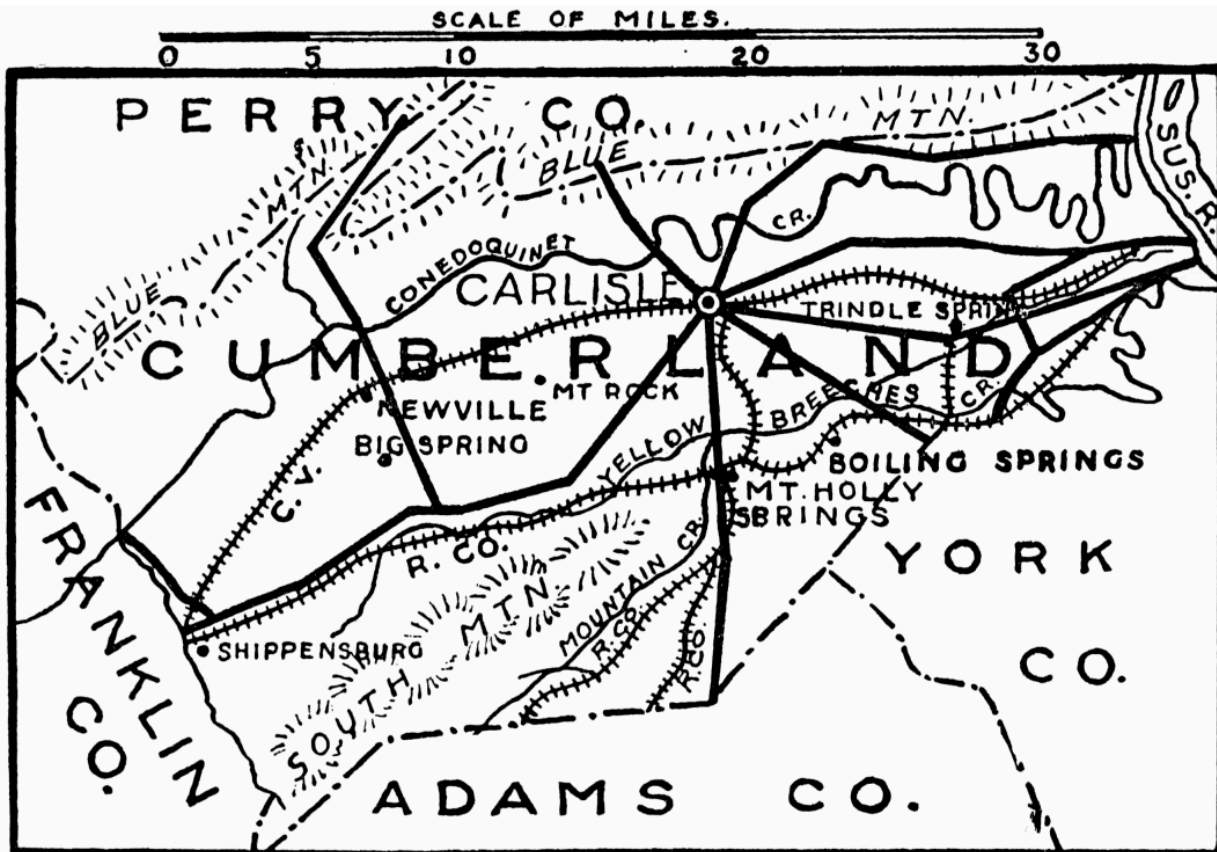 SCALE OF MILES.
0 5 10 20 30
PERRY CO.
BLUE MTN.
BLUE MTN.
SUS. R.
CONEDOQUINET CR.
CARLISLE
TRINDLE SPRING
CUMBERLAND
NEWVILLE
MT ROCK
BIG SPRING
YELLOW BREECHES CR.
BOILING SPRINGS
MT. HOLLY
SPRINGS
C. V.
R. CO.
FRANKLIN
CO.
SHIPPENSBURG
SOUTH MTN.
MOUNTAIN CR.
R. CO.
R. CO.
YORK
CO.
ADAMS CO.